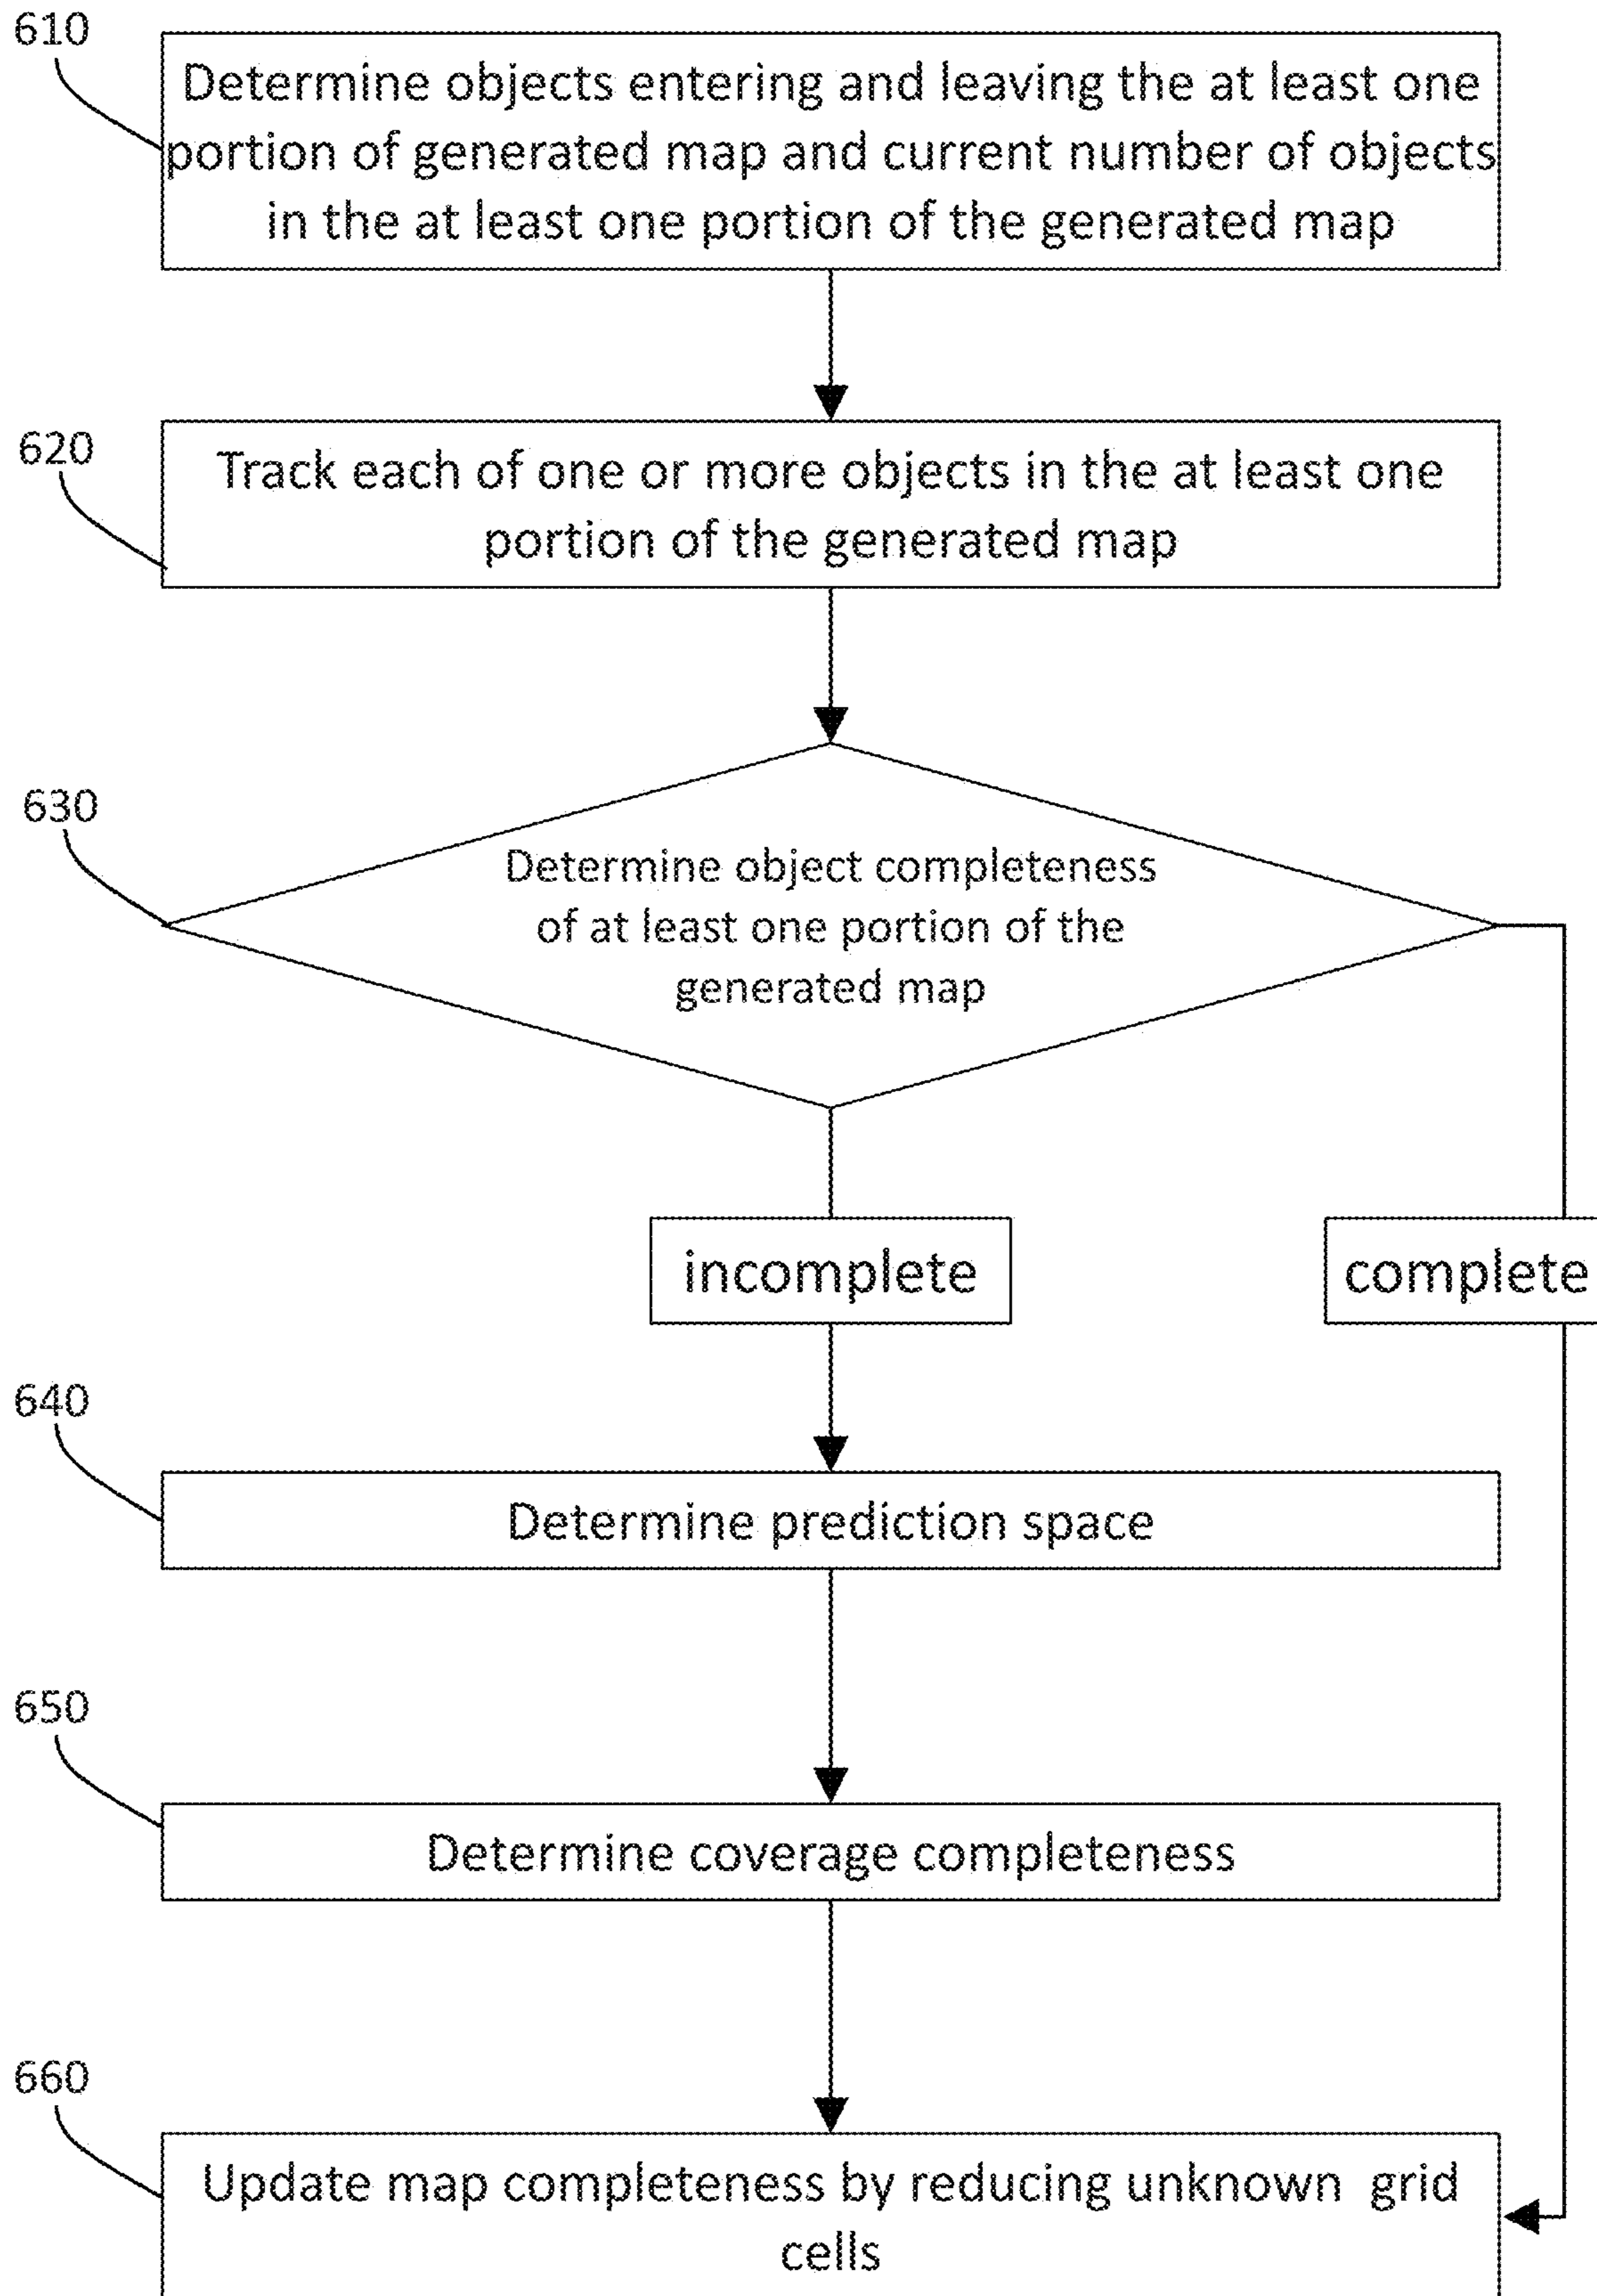 610
Determine objects entering and leaving the at least one
portion of generated map and current number of objects
in the at least one portion of the generated map
620
Track each of one or more objects in the at least one
portion of the generated map
630
Determine object completeness
of at least one portion of the
generated map
incomplete
complete
640
Determine prediction space
650
Determine coverage completeness
660
Update map completeness by reducing unknown grid
cells